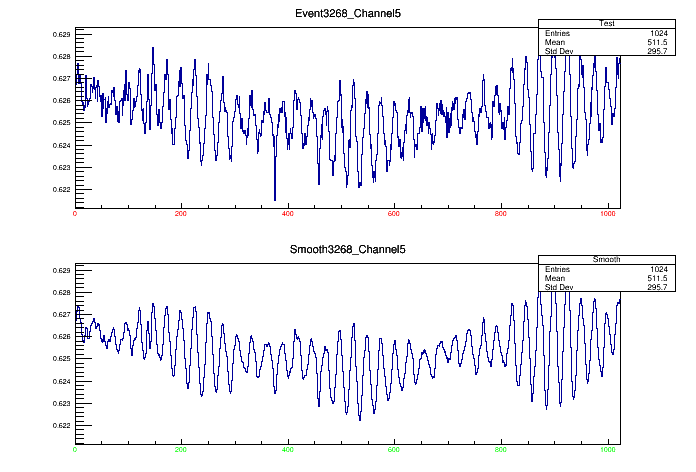 Event3268_Channel5
Test
Entries 1024
Mean 511.5
Std Dev 295.7
0.629
0.628
0.627
0.626
0.625
0.624
0.623
0.622
0 200 400 600 800 1000
Smooth3268_Channel5
Smooth
Entries 1024
Mean 511.5
Std Dev 295.7
0.629
0.628
0.627
0.626
0.625
0.624
0.623
0.622
0 200 400 600 800 1000